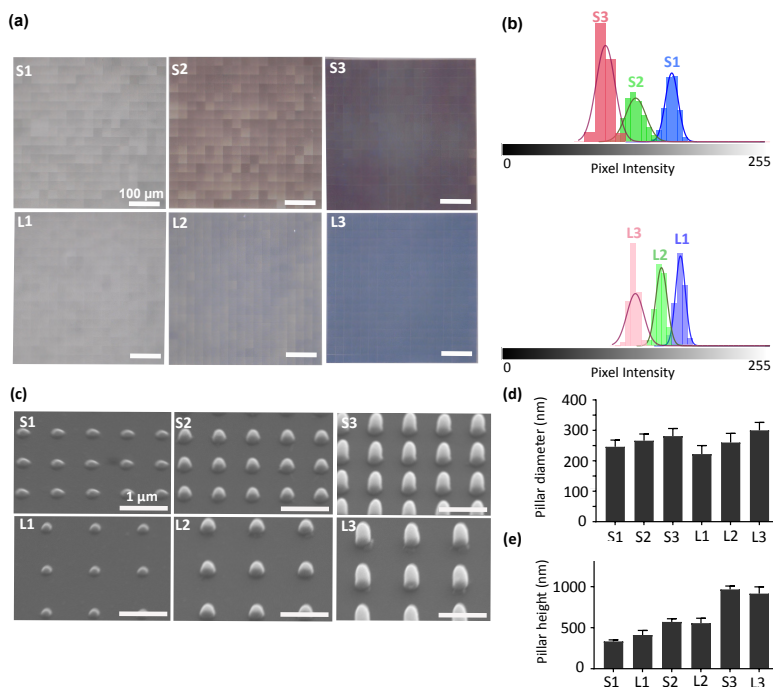 (a)
S1
S2
S3
100 µm
L1
L2
L3
(b)
S3
S2
S1
0
255
Pixel Intensity
L3
L2
L1
0
255
Pixel Intensity
(c)
S1
S2
S3
1 µm
L1
L2
L3
(d)
Pillar diameter (nm)
400
300
200
100
0
S1 S2 S3 L1 L2 L3
(e)
Pillar height (nm)
1000
500
0
S1 L1 S2 L2 S3 L3